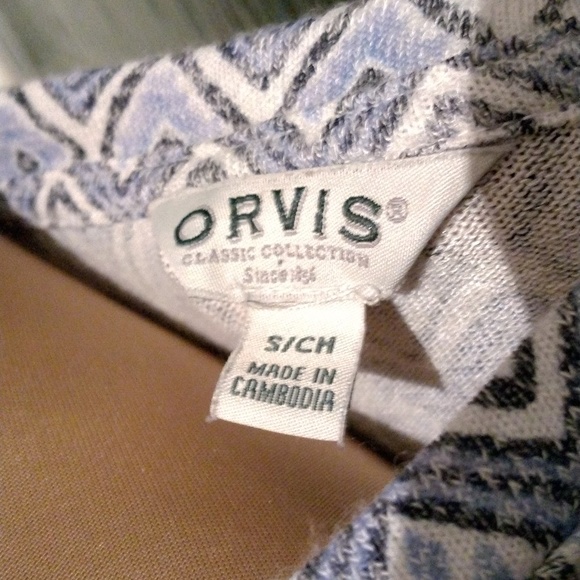 ORVIS®
CLASSIC COLLECTION
Since 1856
S/CH
MADE IN
CAMBODIA